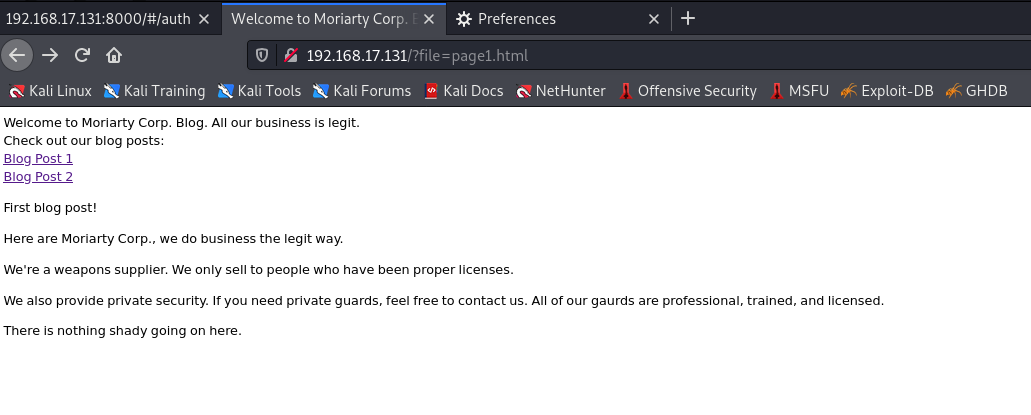 192.168.17.131:8000/#/auth Welcome to Moriarty Corp. Preferences
192.168.17.131/?file=page1.html
Kali Linux Kali Training Kali Tools Kali Forums Kali Docs NetHunter Offensive Security MSFU Exploit-DB GHDB
Welcome to Moriarty Corp. Blog. All our business is legit.
Check out our blog posts:
Blog Post 1
Blog Post 2
First blog post!
Here are Moriarty Corp., we do business the legit way.
We're a weapons supplier. We only sell to people who have been proper licenses.
We also provide private security. If you need private guards, feel free to contact us. All of our gaurds are professional, trained, and licensed.
There is nothing shady going on here.